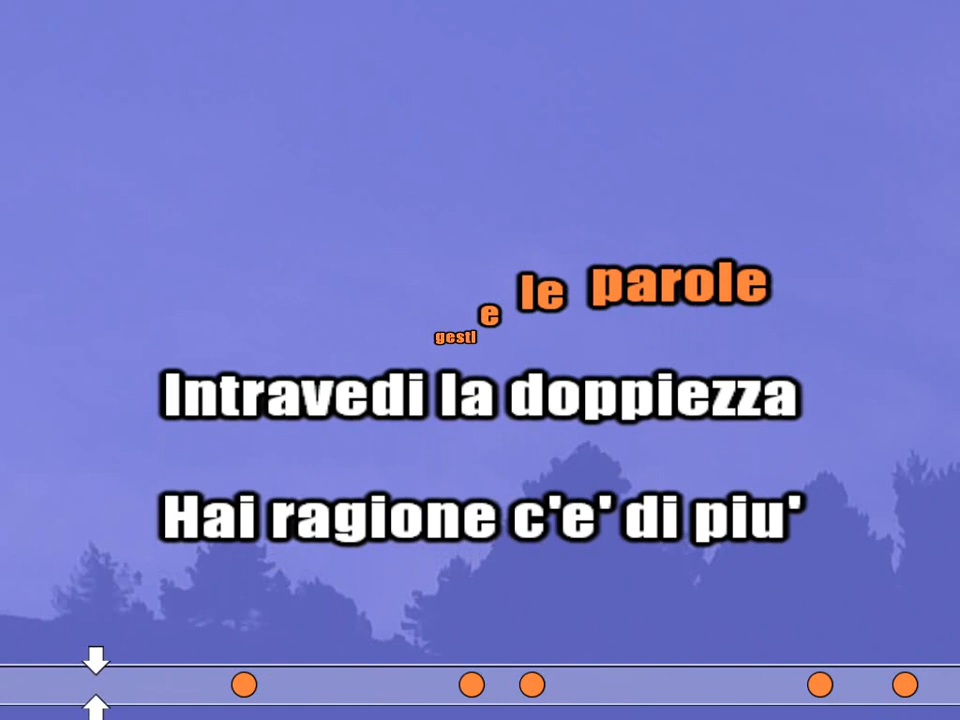 gesti e le parole
Intravedi la doppiezza
Hai ragione c'e' di piu'